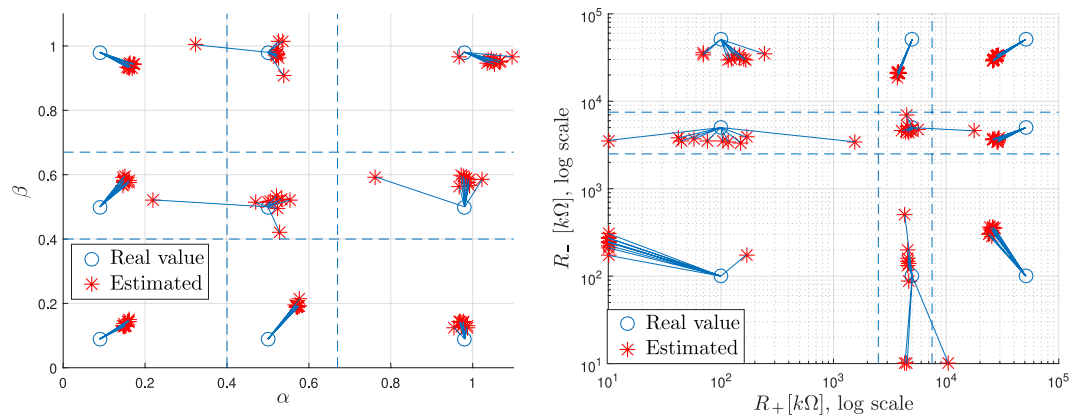 1
0.8
0.6
0.4
0.2
0
β
Real value
Estimated
0 0.2 0.4 0.6 0.8 1
α
10^5
10^4
10^3
10^2
10^1
R_- [kΩ], log scale
Real value
Estimated
10^1 10^2 10^3 10^4 10^5
R_+[kΩ], log scale